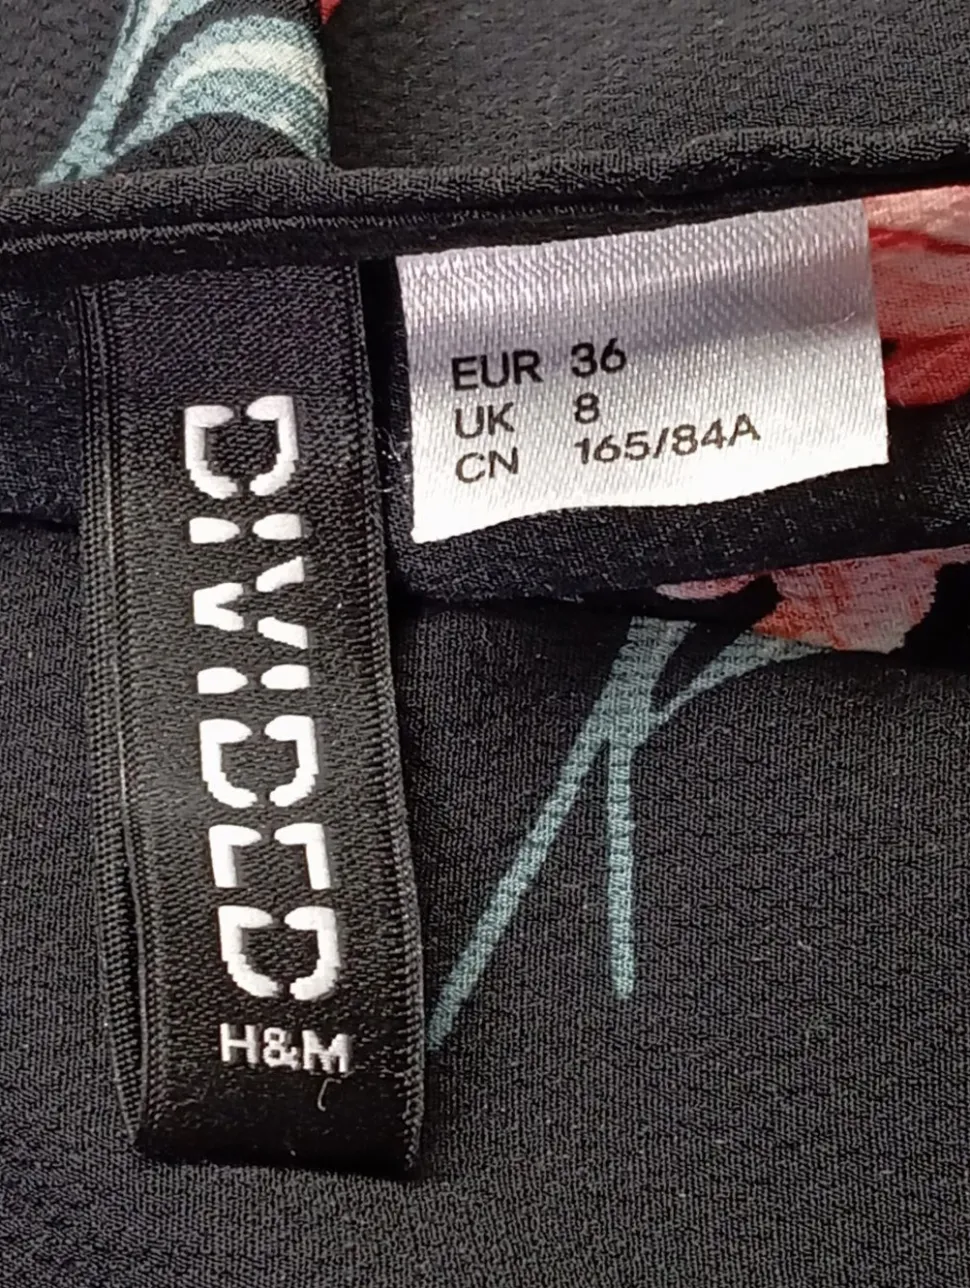 DIVIDED
H&M
EUR 36
UK 8
CN 165/84A